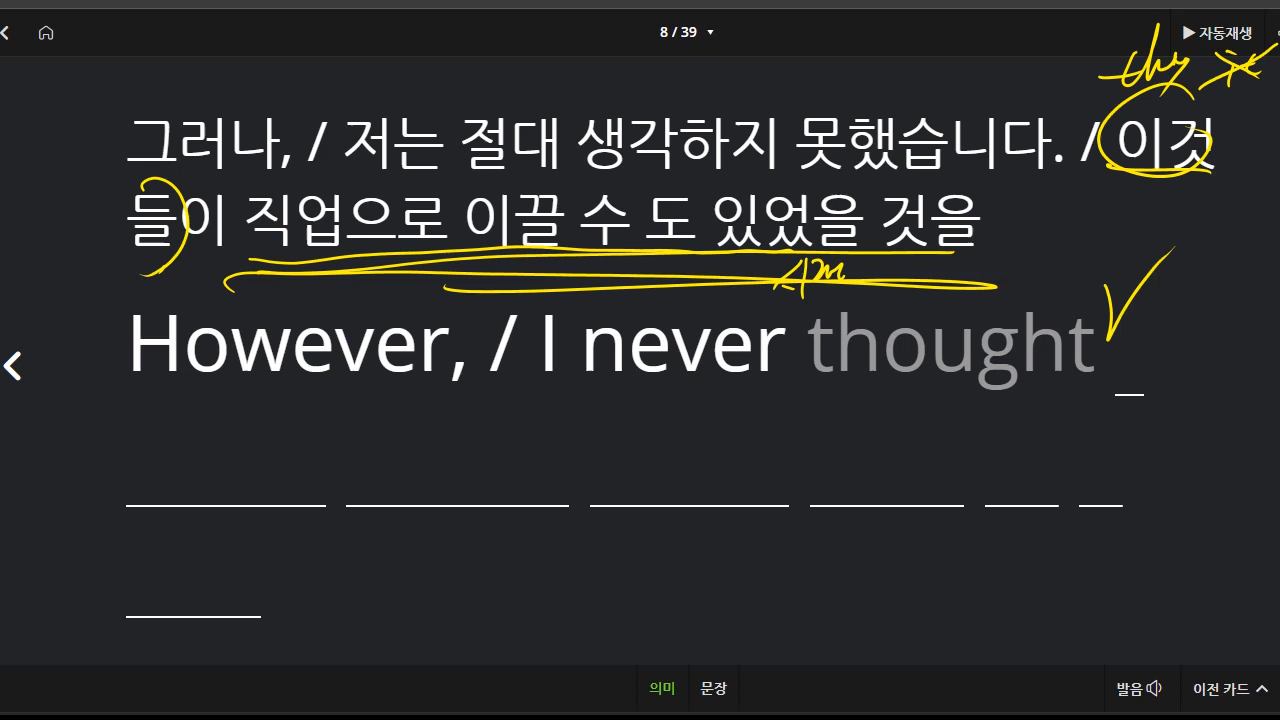 8 / 39
자동재생
그러나, / 저는 절대 생각하지 못했습니다. / 이것
들이 직업으로 이끌 수 도 있었을 것을
However, / I never thought _
의미 문장
발음 이전 카드